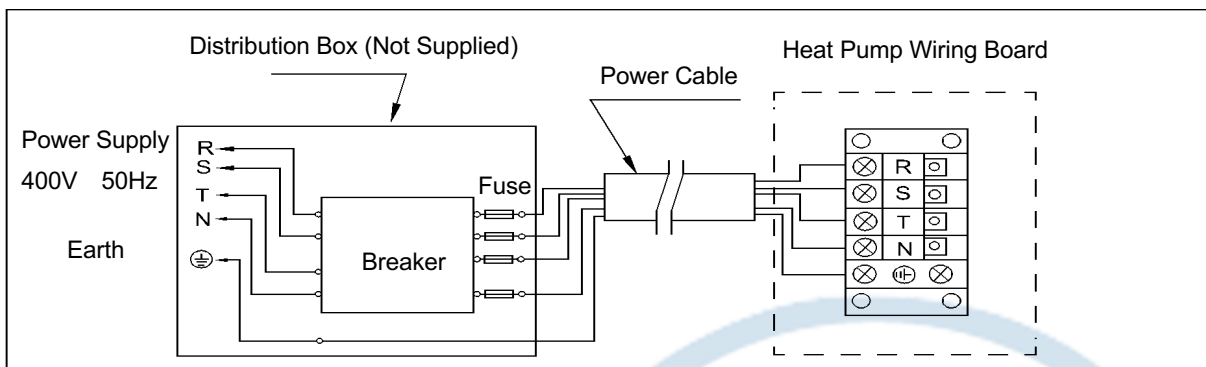 Distribution Box (Not Supplied)
Heat Pump Wiring Board
Power Cable
Power Supply
400V 50Hz
Earth
R
S
T
N
Fuse
Breaker
R
S
T
N